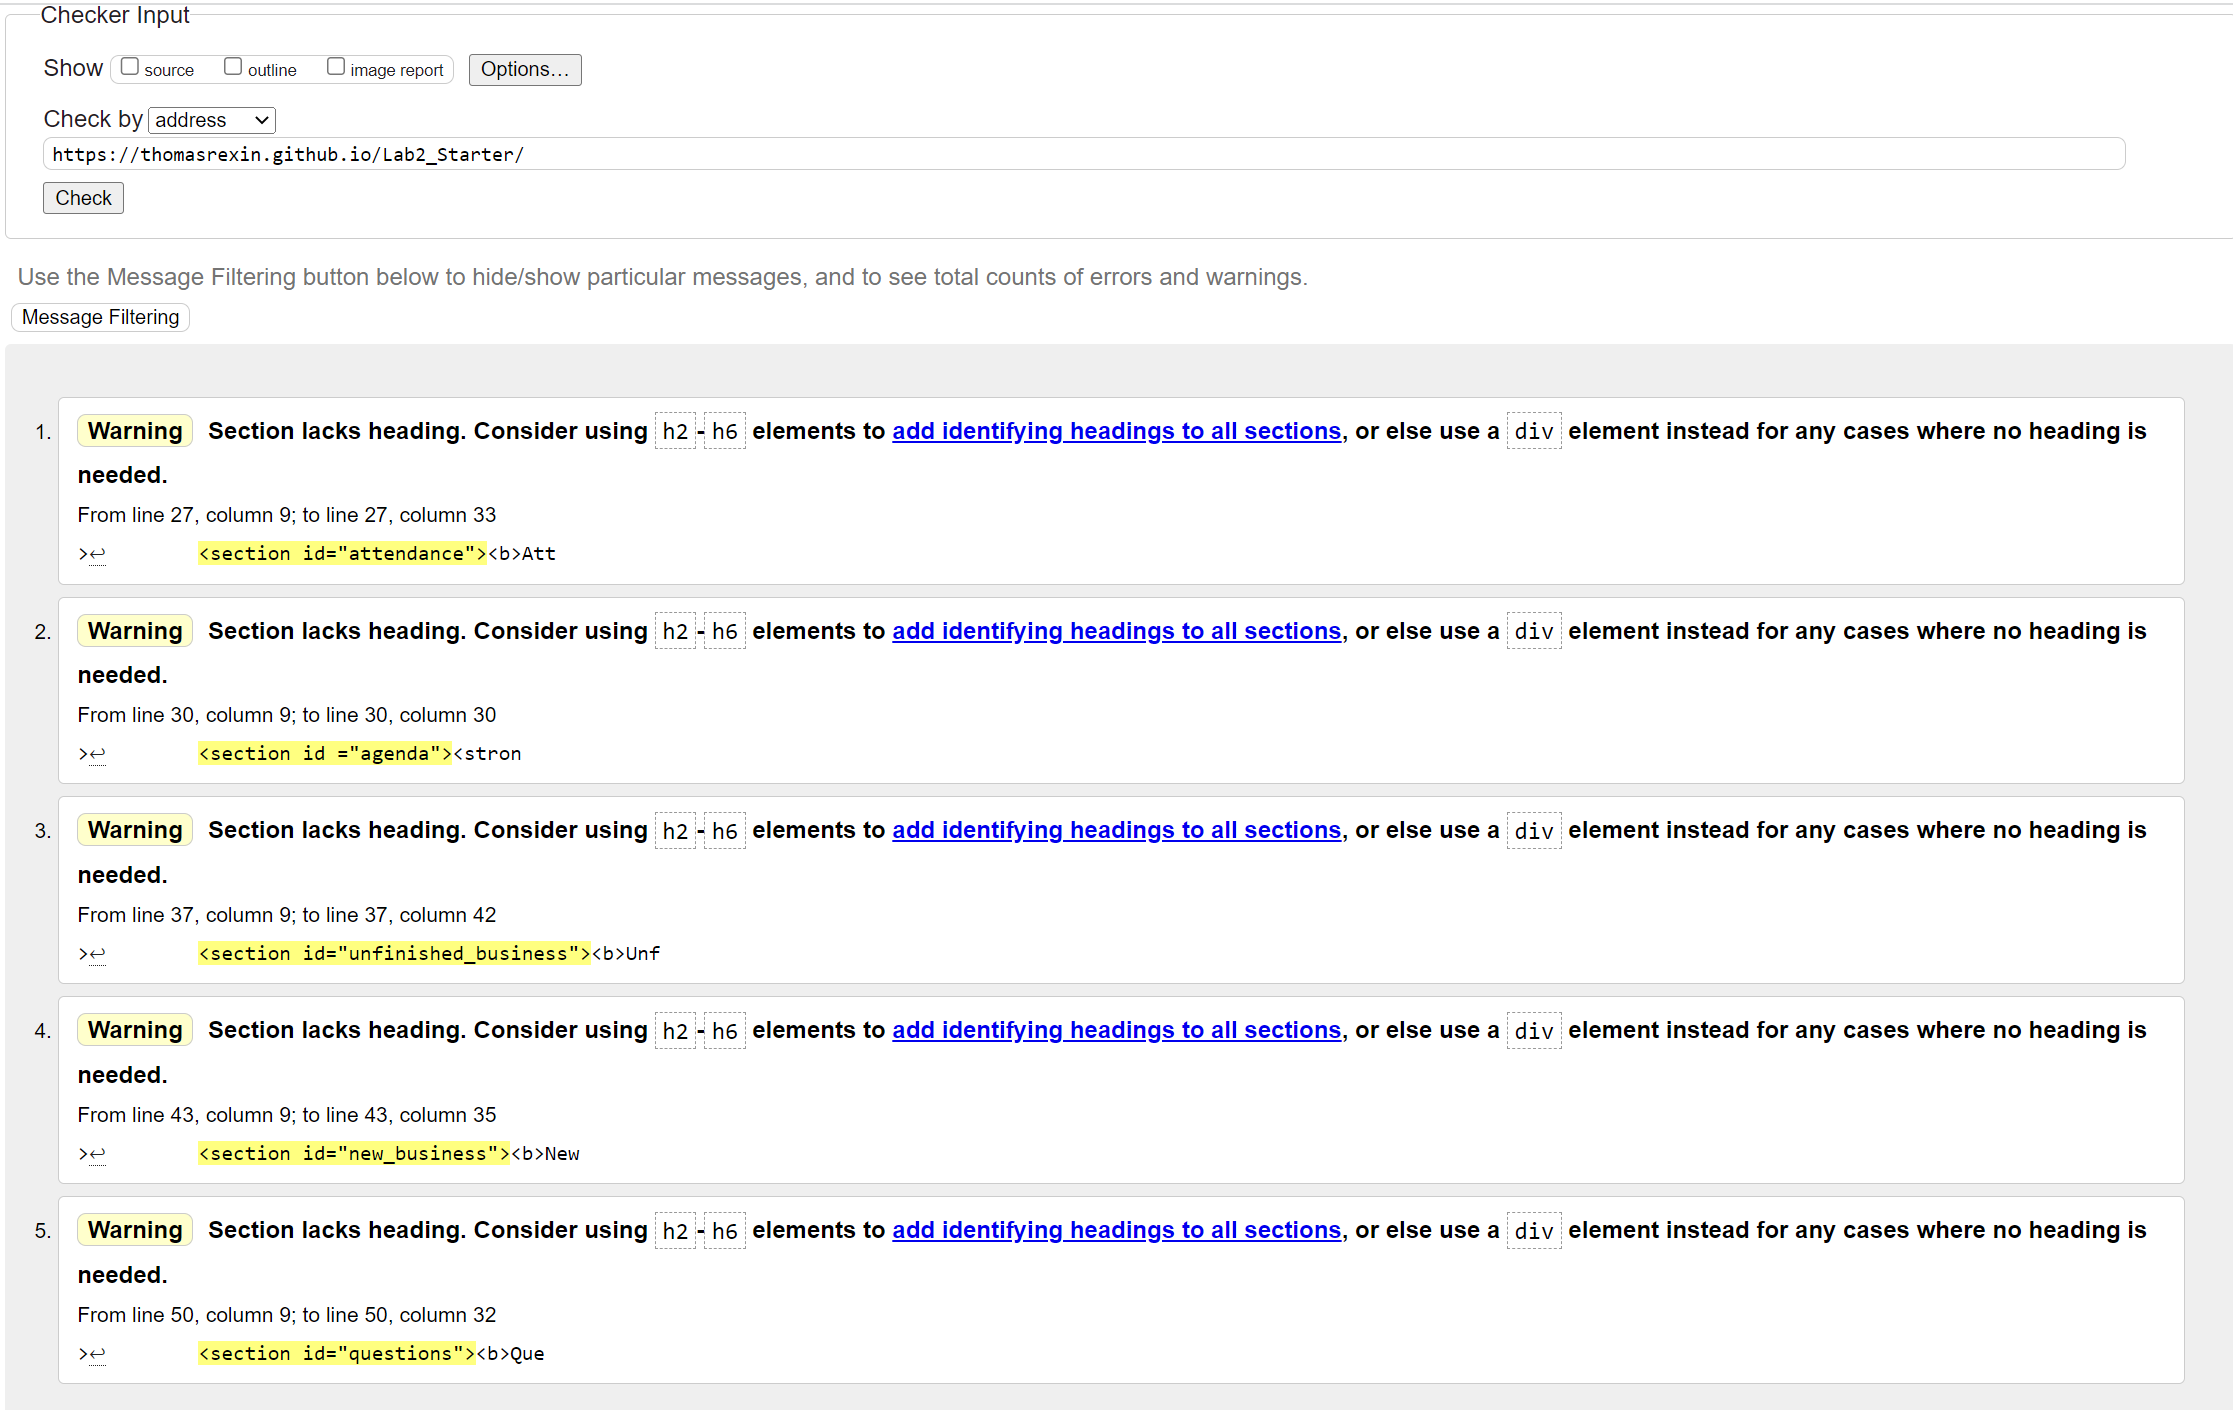 Checker Input
Show source outline image report Options...
Check by address
https://thomasrexin.github.io/Lab2_Starter/
Check
Use the Message Filtering button below to hide/show particular messages, and to see total counts of errors and warnings.
Message Filtering
1. Warning Section lacks heading. Consider using h2-h6 elements to add identifying headings to all sections, or else use a div element instead for any cases where no heading is
needed.
From line 27, column 9; to line 27, column 33
>↩ <section id="attendance"><b>Att
2. Warning Section lacks heading. Consider using h2-h6 elements to add identifying headings to all sections, or else use a div element instead for any cases where no heading is
needed.
From line 30, column 9; to line 30, column 30
>↩ <section id ="agenda"><stron
3. Warning Section lacks heading. Consider using h2-h6 elements to add identifying headings to all sections, or else use a div element instead for any cases where no heading is
needed.
From line 37, column 9; to line 37, column 42
>↩ <section id="unfinished_business"><b>Unf
4. Warning Section lacks heading. Consider using h2-h6 elements to add identifying headings to all sections, or else use a div element instead for any cases where no heading is
needed.
From line 43, column 9; to line 43, column 35
>↩ <section id="new_business"><b>New
5. Warning Section lacks heading. Consider using h2-h6 elements to add identifying headings to all sections, or else use a div element instead for any cases where no heading is
needed.
From line 50, column 9; to line 50, column 32
>↩ <section id="questions"><b>Que